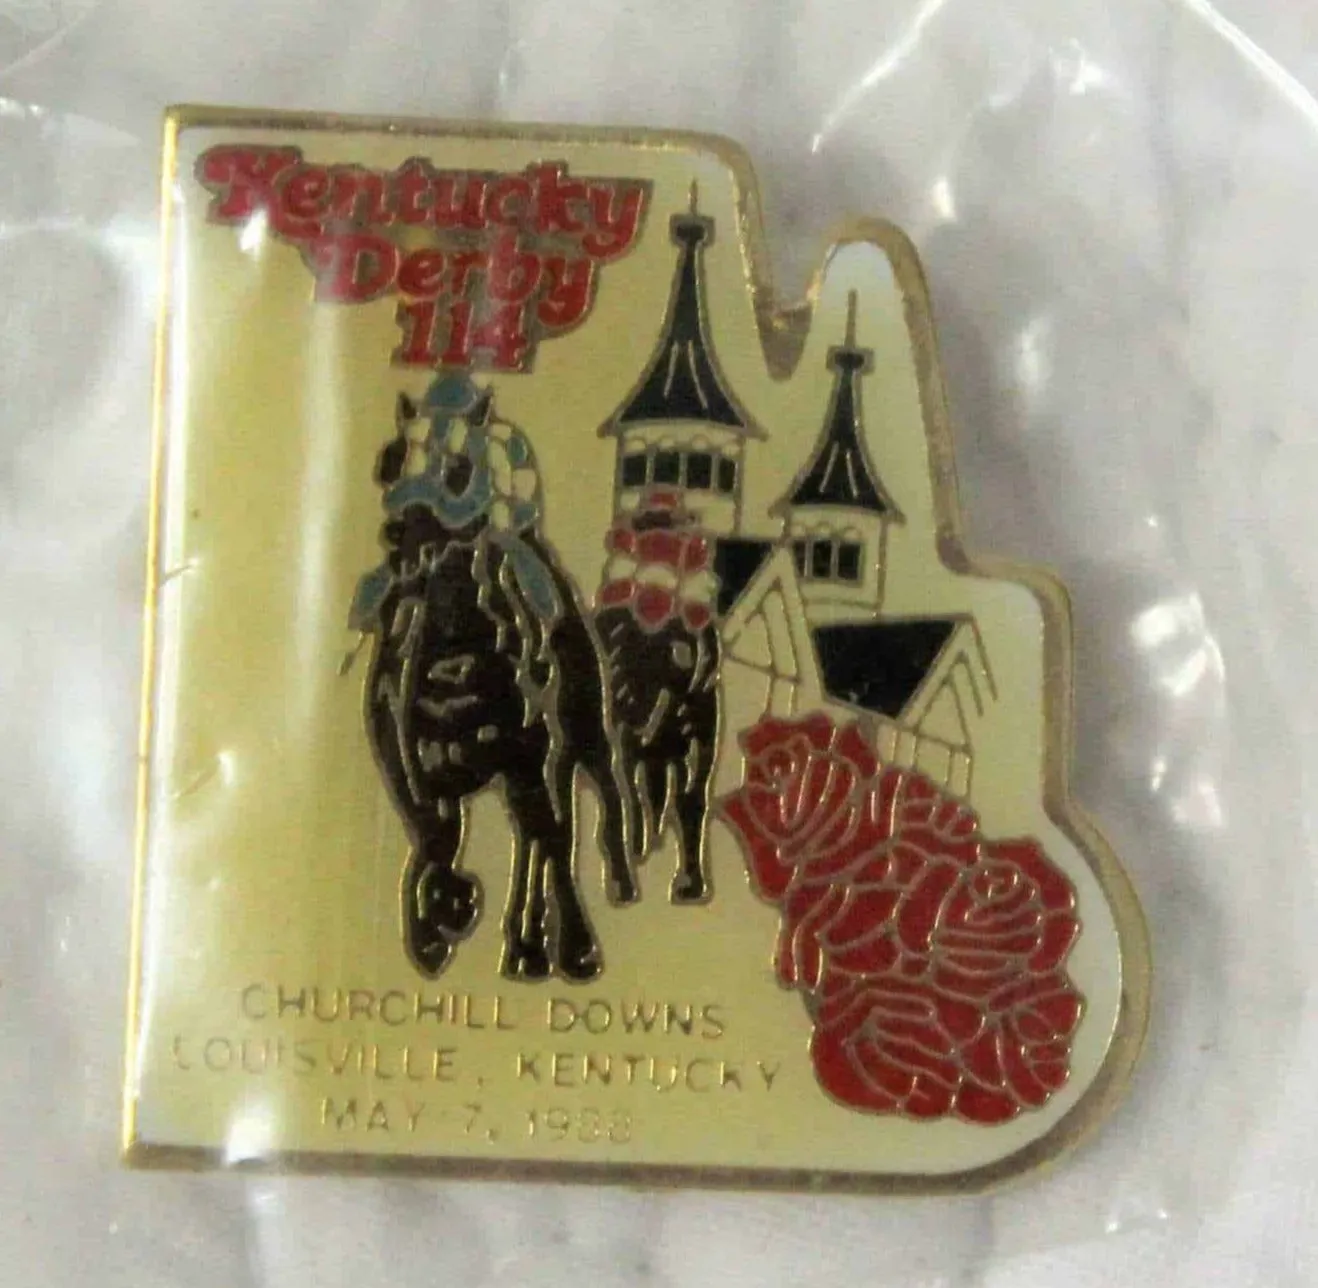 Kentucky
Derby
114
CHURCHILL DOWNS
LOUISVILLE, KENTUCKY
MAY 7, 1988